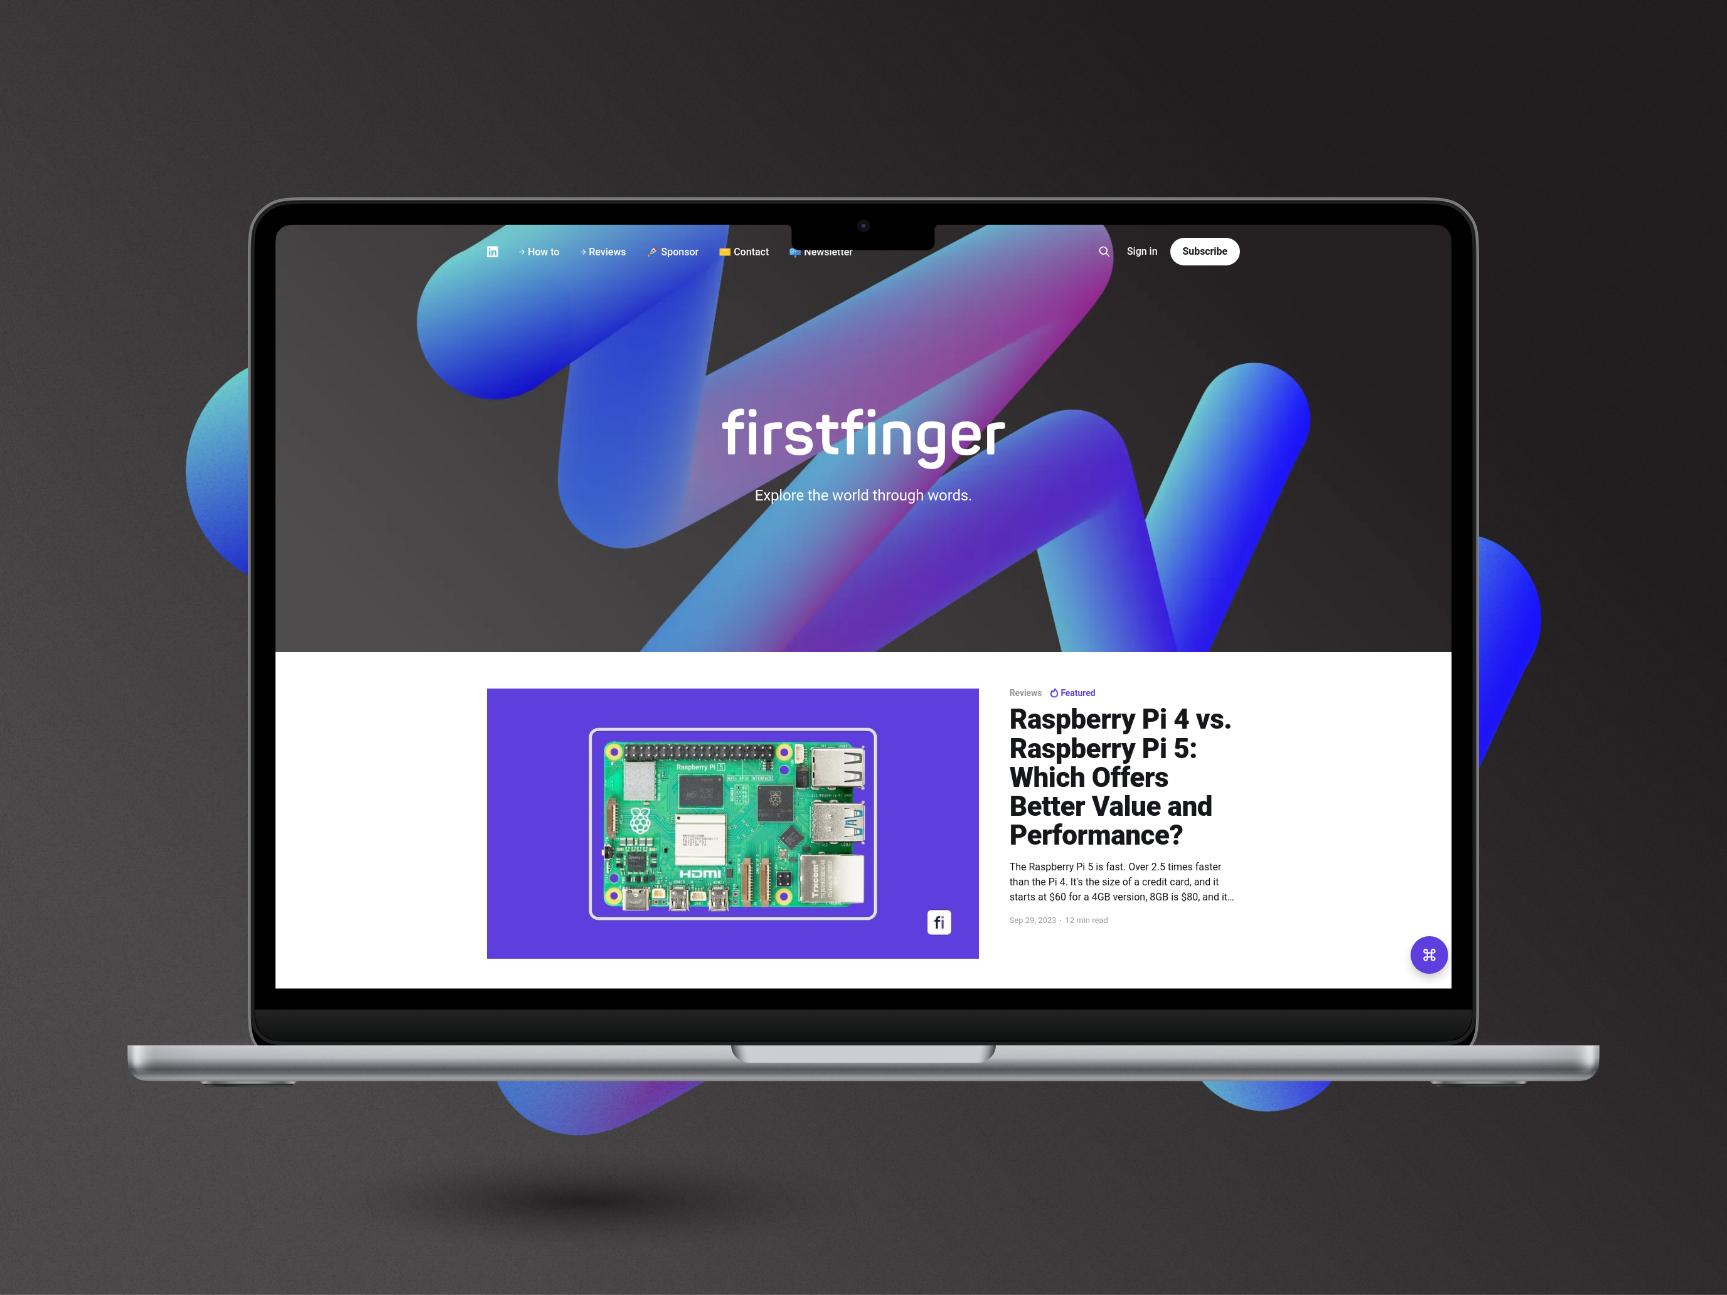 in
How to
Reviews
Sponsor
Contact
Newsletter
Sign in
Subscribe
firstfinger
Explore the world through words.
Reviews
Featured
Raspberry Pi 4 vs.
Raspberry Pi 5:
Which Offers
Better Value and
Performance?
The Raspberry Pi 5 is fast. Over 2.5 times faster
than the Pi 4. It's the size of a credit card, and it
starts at $60 for a 4GB version, 8GB is $80, and it...
Sep 29, 2023 · 12 min read
Raspberry Pi 5
HDMI
Trxcom
fi
⌘